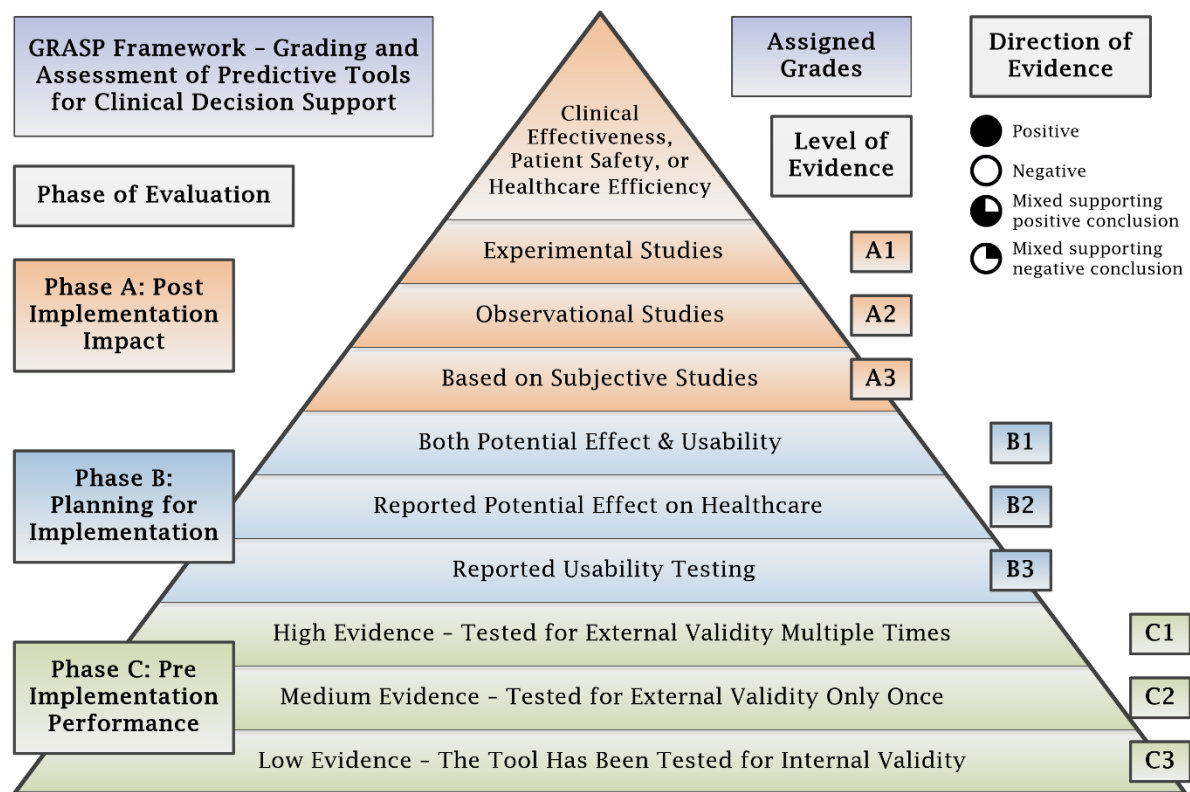 GRASP Framework – Grading and
Assessment of Predictive Tools
for Clinical Decision Support
Assigned
Grades
Direction of
Evidence
Phase of Evaluation
Clinical
Effectiveness,
Patient Safety, or
Healthcare Efficiency
Level of
Evidence
Positive
Negative
Mixed supporting
positive conclusion
Mixed supporting
negative conclusion
Phase A: Post
Implementation
Impact
Experimental Studies
A1
Observational Studies
A2
Based on Subjective Studies
A3
Phase B:
Planning for
Implementation
Both Potential Effect & Usability
B1
Reported Potential Effect on Healthcare
B2
Reported Usability Testing
B3
Phase C: Pre
Implementation
Performance
High Evidence – Tested for External Validity Multiple Times
C1
Medium Evidence – Tested for External Validity Only Once
C2
Low Evidence – The Tool Has Been Tested for Internal Validity
C3